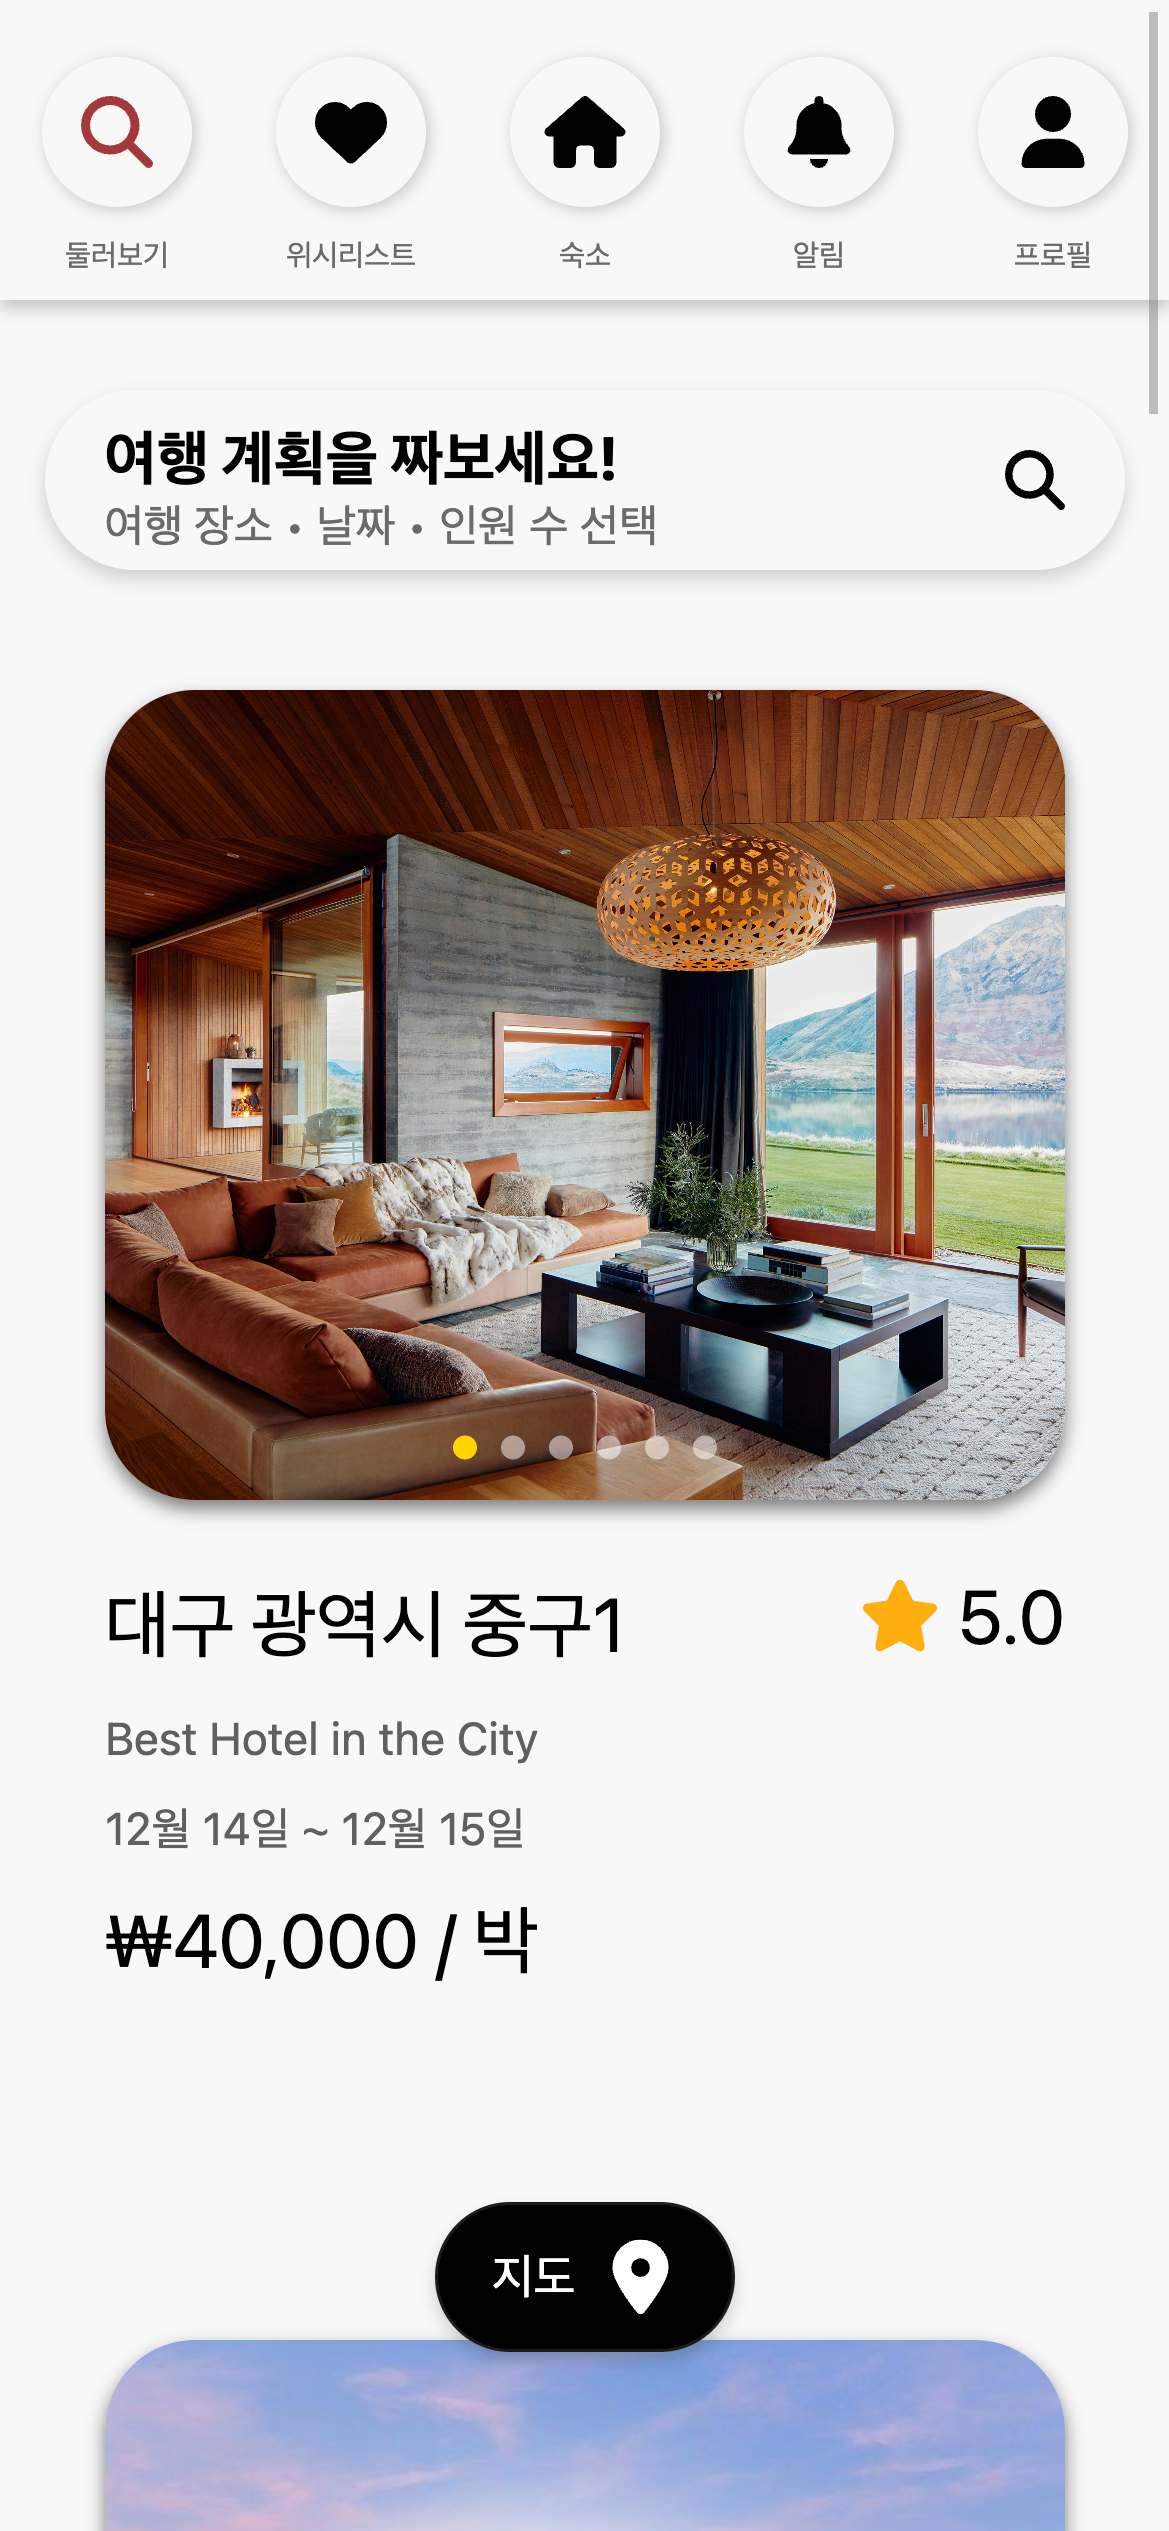 둘러보기 위시리스트 숙소 알림 프로필
여행 계획을 짜보세요!
여행 장소 • 날짜 • 인원 수 선택
대구 광역시 중구1 5.0
Best Hotel in the City
12월 14일 ~ 12월 15일
₩40,000 / 박
지도